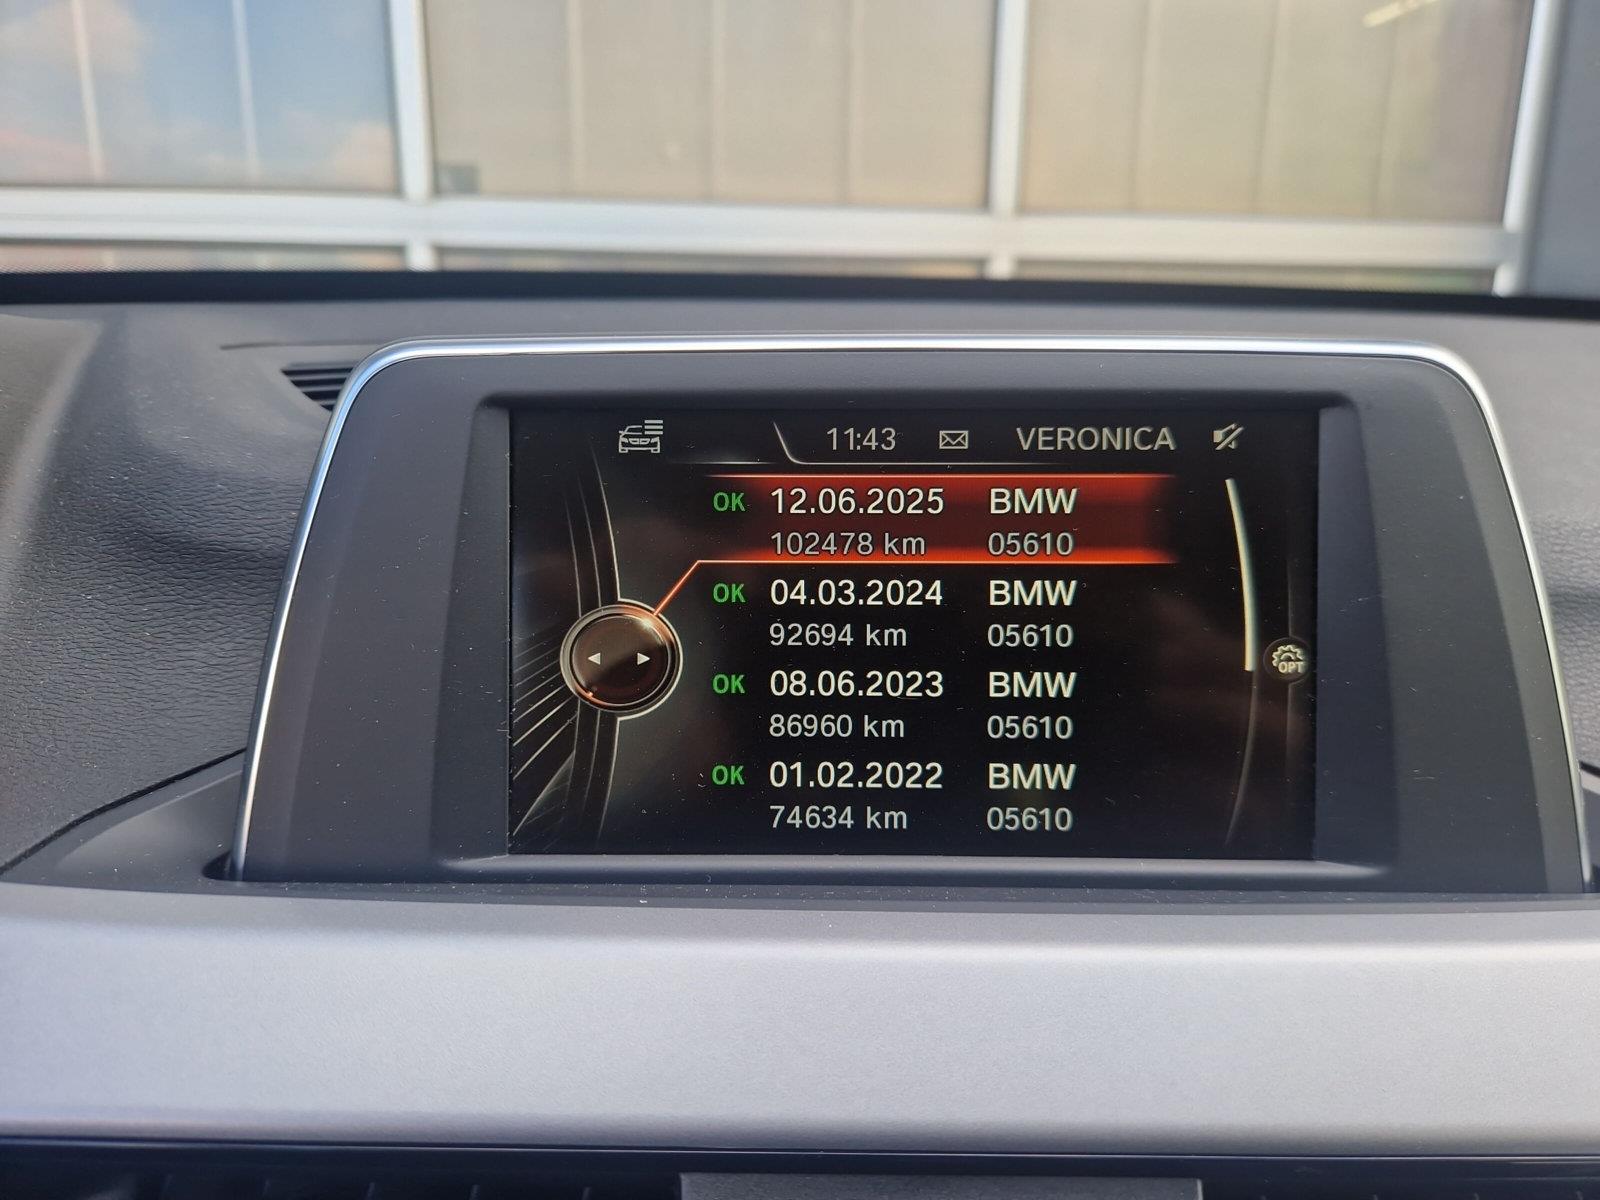 11:43 VERONICA
OK 12.06.2025 BMW
102478 km 05610
OK 04.03.2024 BMW
92694 km 05610
OK 08.06.2023 BMW
86960 km 05610
OPT
OK 01.02.2022 BMW
74634 km 05610